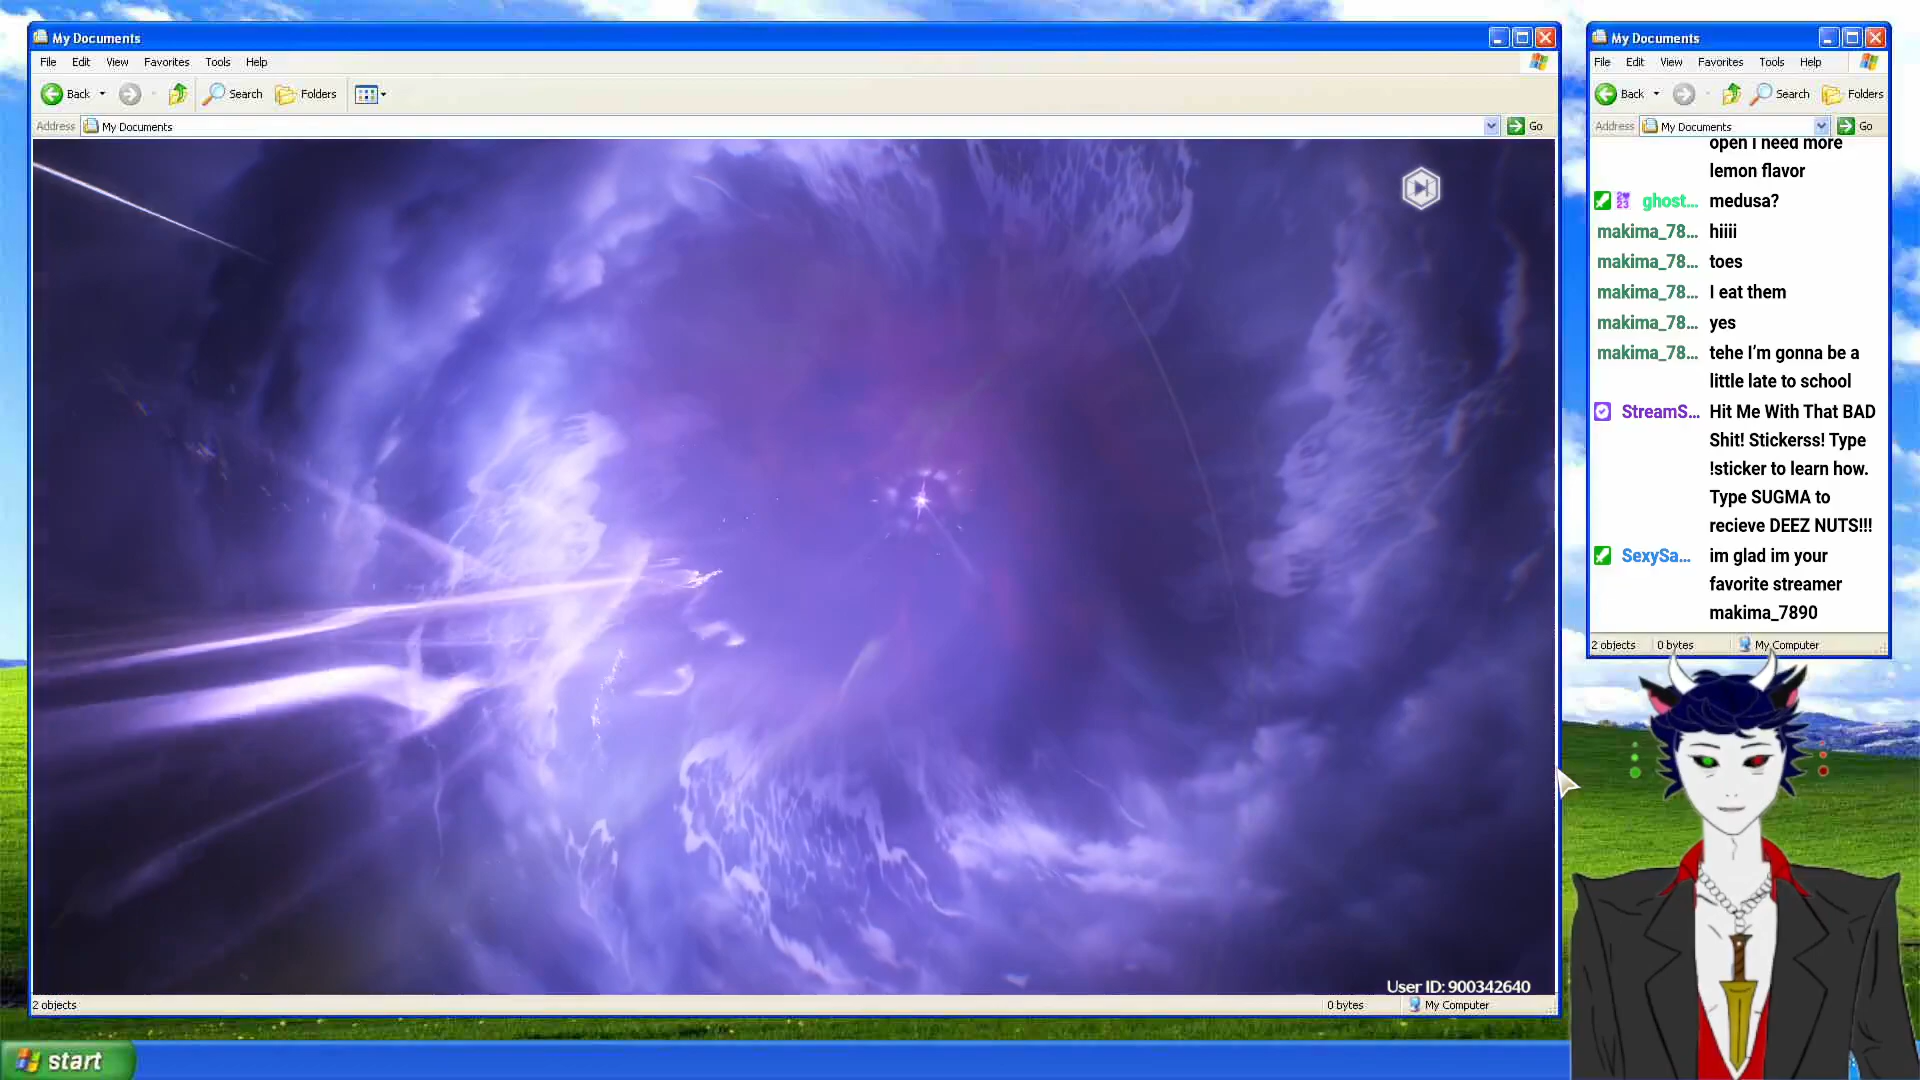 My Documents
File Edit View Favorites Tools Help
Back Search Folders
Address My Documents Go
User ID: 900342640
2 objects 0 bytes My Computer
My Documents
File Edit View Favorites Tools Help
Back Search Folders
Address My Documents Go
open I need more
lemon flavor
ghost... medusa?
makima_78... hiiii
makima_78... toes
makima_78... I eat them
makima_78... yes
makima_78... tehe I’m gonna be a
little late to school
StreamS... Hit Me With That BAD
Shit! Stickerss! Type
!sticker to learn how.
Type SUGMA to
recieve DEEZ NUTS!!!
SexySa... im glad im your
favorite streamer
makima_7890
2 objects 0 bytes My Computer
start